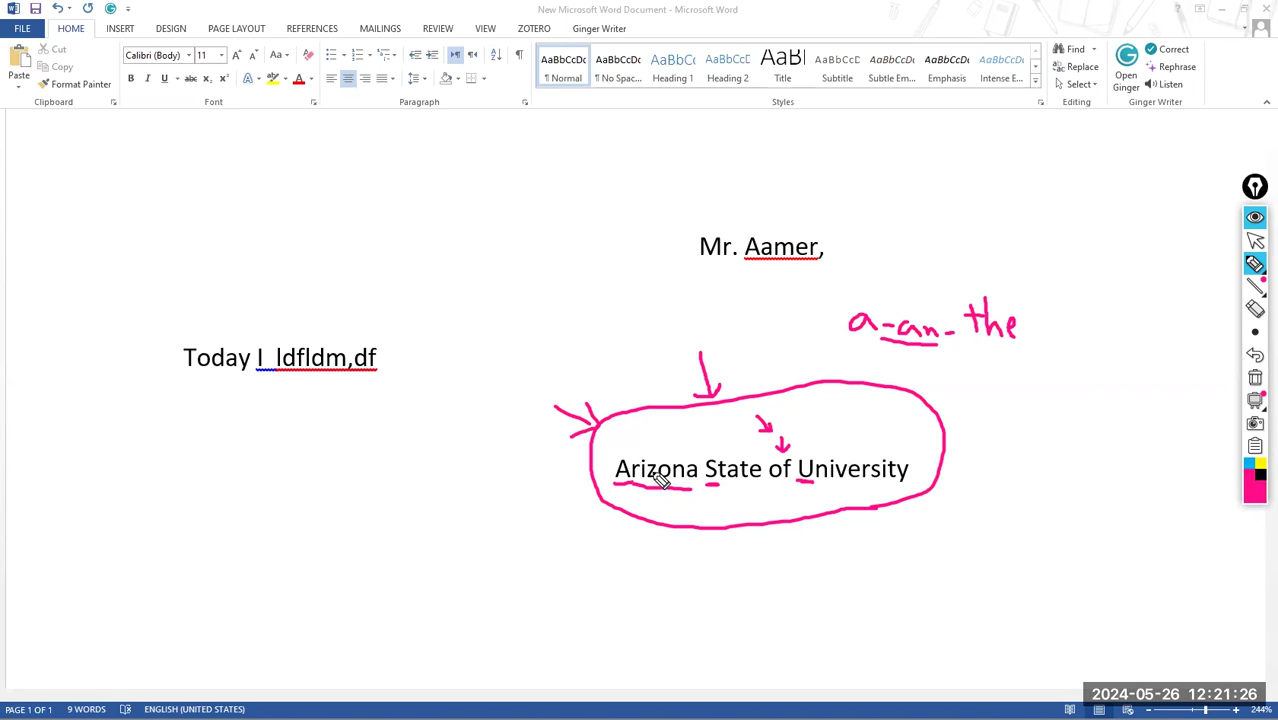 New Microsoft Word Document - Microsoft Word
FILE HOME INSERT DESIGN PAGE LAYOUT REFERENCES MAILINGS REVIEW VIEW ZOTERO Ginger Writer
Paste Cut Copy Format Painter
Calibri (Body) 11
AaBbCcDc ¶ Normal
AaBbCcDc ¶ No Spac...
AaBbCc Heading 1
AaBbCcC Heading 2
AaBl Title
AaBbCcC Subtitle
AaBbCcDc Subtle Em...
AaBbCcDc Emphasis
AaBbCcDc Intense E...
Find Replace Select
Open Ginger Correct Rephrase Listen
Clipboard Font Paragraph Styles Editing Ginger Writer
Mr. Aamer,
a - an - the
Today I ldfldm,df
Arizona State of University
2024-05-26 12:21:26
PAGE 1 OF 1 9 WORDS ENGLISH (UNITED STATES) 244%